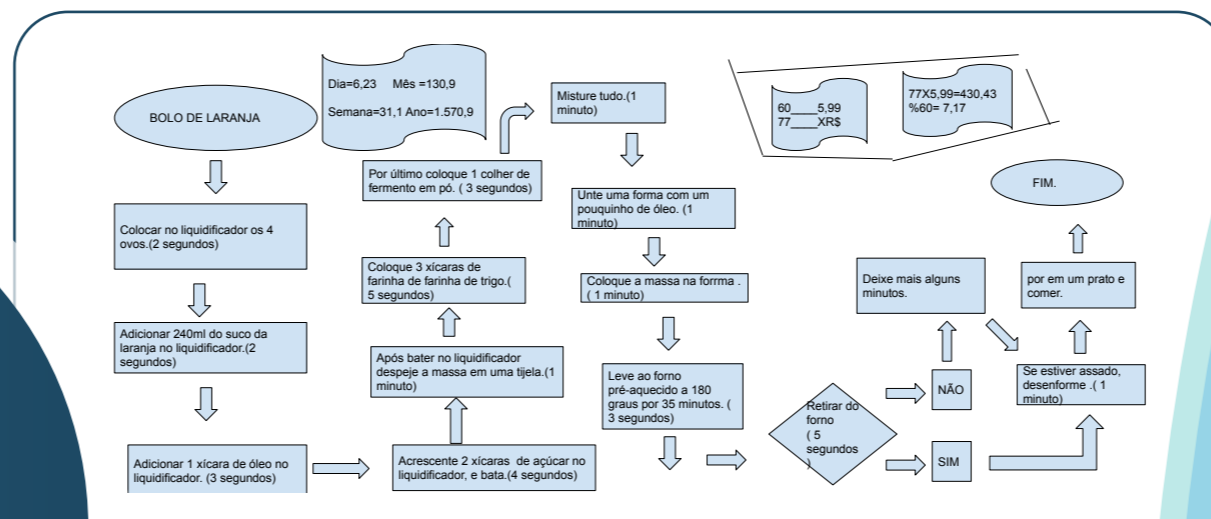 BOLO DE LARANJA
Dia=6,23 Mês =130,9
Semana=31,1 Ano=1.570,9
Colocar no liquidificador os 4
ovos.(2 segundos)
Adicionar 240ml do suco da
laranja no liquidificador.(2
segundos)
Adicionar 1 xícara de óleo no
liquidificador. (3 segundos)
Acrescente 2 xícaras de açúcar no
liquidificador, e bata.(4 segundos)
Após bater no liquidificador
despeje a massa em uma tijela.(1
minuto)
Coloque 3 xícaras de
farinha de farinha de trigo.(
5 segundos)
Por último coloque 1 colher de
fermento em pó. ( 3 segundos)
Misture tudo.(1
minuto)
Unte uma forma com um
pouquinho de óleo. (1
minuto)
Coloque a massa na forrma .
( 1 minuto)
Leve ao forno
pré-aquecido a 180
graus por 35 minutos. (
3 segundos)
Retirar do
forno
( 5
segundos
)
NÃO
SIM
Deixe mais alguns
minutos.
Se estiver assado,
desenforme .( 1
minuto)
por em um prato e
comer.
FIM.
60____5,99
77____XR$
77X5,99=430,43
%60= 7,17